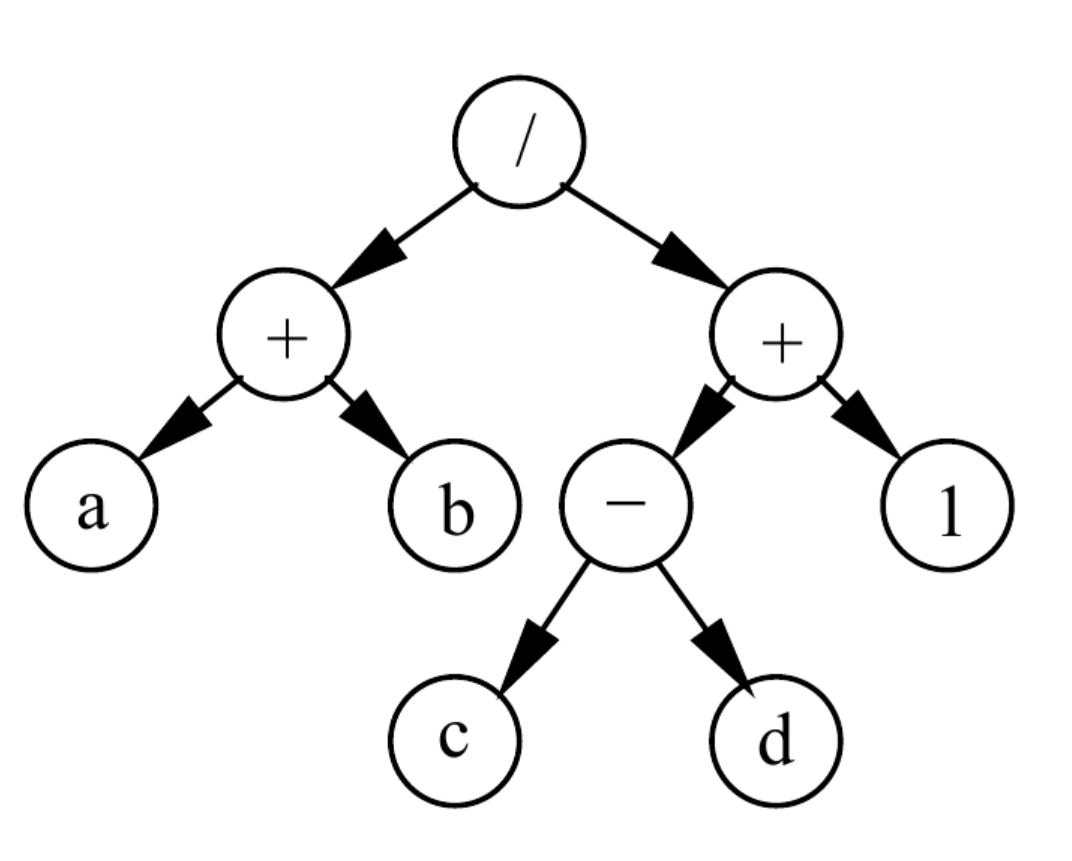 /
+ +
a b − 1
c d